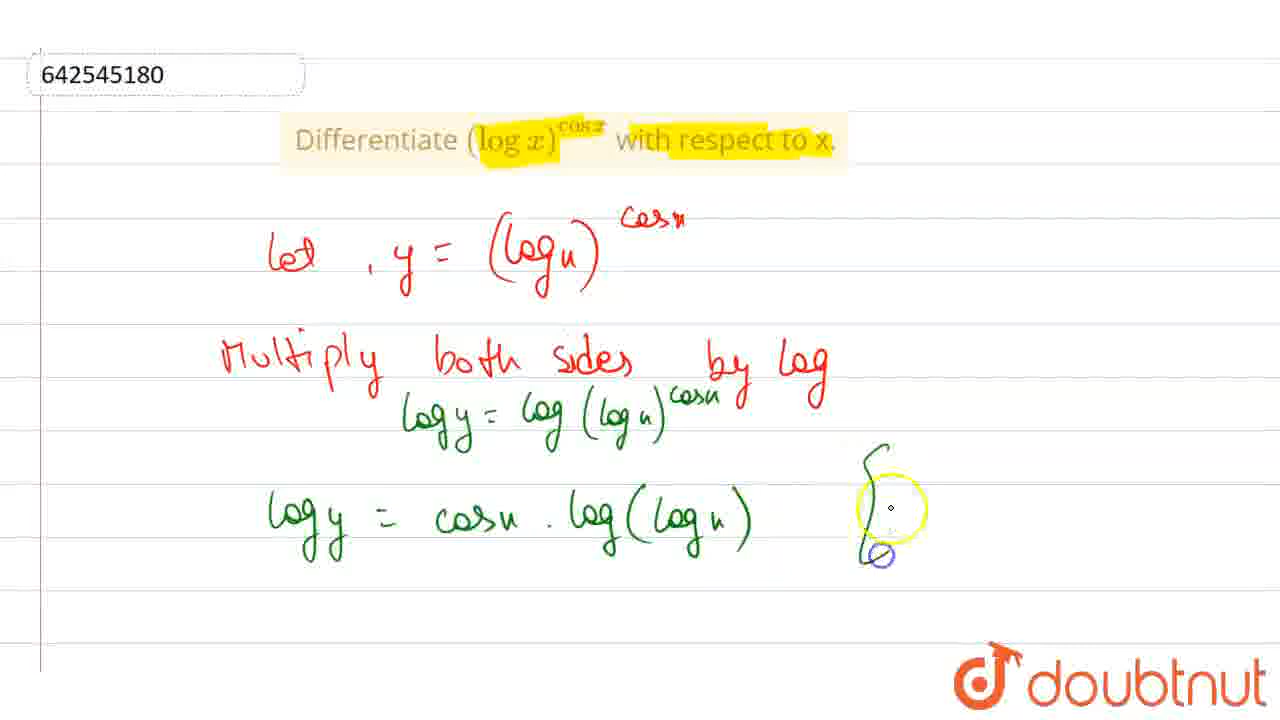 642545180
Differentiate (log x)^cos x with respect to x.
let , y = (log x)^cos x
Multiply both sides by log
log y = log (log x)^cos x
log y = cos x . log (log x)
doubtnut